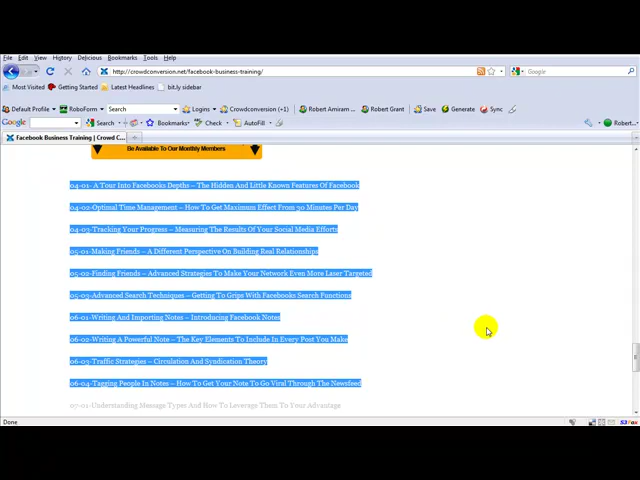 File Edit View History Delicious Bookmarks Tools Help
http://crowdconversion.net/facebook-business-training/
Google
Most Visited Getting Started Latest Headlines bit.ly sidebar
Default Profile RoboForm Search Logins Crowdconversion (+1) Robert Amiram ... Robert Grant Save Generate Sync
Google Search Bookmarks Check AutoFill Robert...
Facebook Business Training | Crowd C...
Be Available To Our Monthly Members
04-01- A Tour Into Facebooks Depths – The Hidden And Little Known Features Of Facebook
04-02-Optimal Time Management – How To Get Maximum Effect From 30 Minutes Per Day
04-03-Tracking Your Progress – Measuring The Results Of Your Social Media Efforts
05-01-Making Friends – A Different Perspective On Building Real Relationships
05-02-Finding Friends – Advanced Strategies To Make Your Network Even More Laser Targeted
05-03-Advanced Search Techniques – Getting To Grips With Facebooks Search Functions
06-01-Writing And Importing Notes – Introducing Facebook Notes
06-02-Writing A Powerful Note – The Key Elements To Include In Every Post You Make
06-03-Traffic Strategies – Circulation And Syndication Theory
06-04-Tagging People In Notes – How To Get Your Note To Go Viral Through The Newsfeed
07-01-Understanding Message Types And How To Leverage Them To Your Advantage
Done